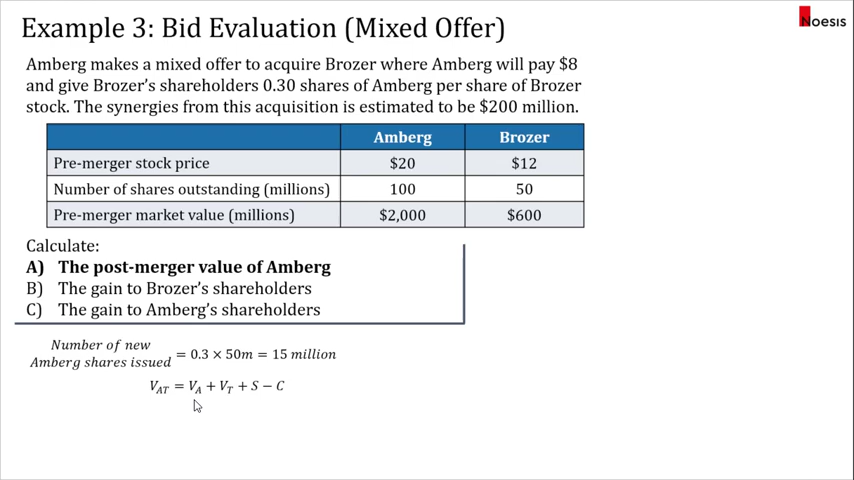 Example 3: Bid Evaluation (Mixed Offer)
Noesis
Amberg makes a mixed offer to acquire Brozer where Amberg will pay $8
and give Brozer's shareholders 0.30 shares of Amberg per share of Brozer
stock. The synergies from this acquisition is estimated to be $200 million.
Amberg Brozer
Pre-merger stock price $20 $12
Number of shares outstanding (millions) 100 50
Pre-merger market value (millions) $2,000 $600
Calculate:
A) The post-merger value of Amberg
B) The gain to Brozer's shareholders
C) The gain to Amberg's shareholders
Number of new
Amberg shares issued = 0.3 × 50m = 15 million
V_AT = V_A + V_T + S − C